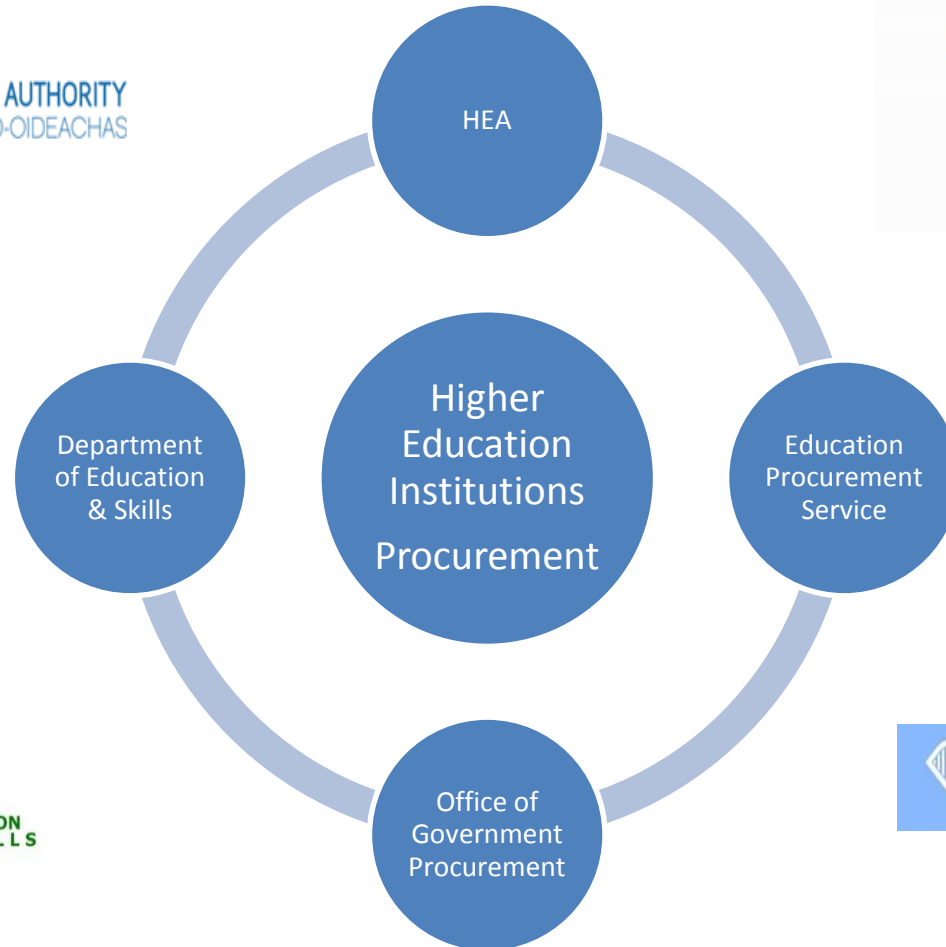 AUTHORITY
-OIDEACHAS
HEA
Higher
Education
Institutions
Procurement
Department
of Education
& Skills
Education
Procurement
Service
Office of
Government
Procurement
ON
LLS